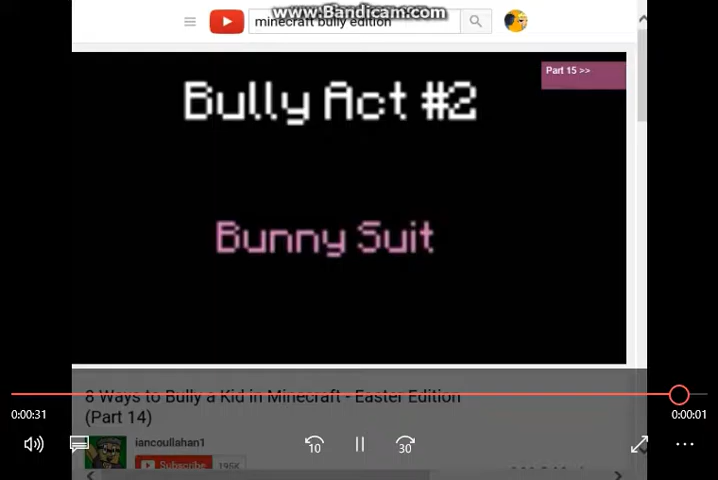 www.Bandicam.com
minecraft bully edition
Part 15 >>
Bully Act #2
Bunny Suit
8 Ways to Bully a Kid in Minecraft - Easter Edition
(Part 14)
0:00:31
0:00:01
iancoullahan1
Subscribe 196K
10
30